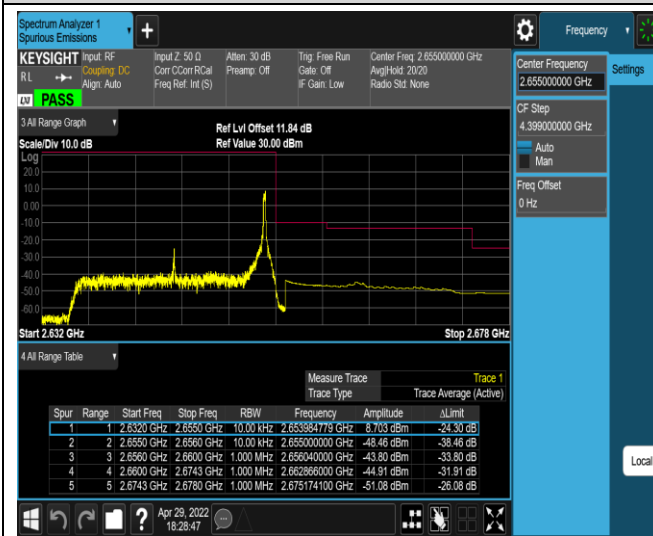 Spectrum Analyzer 1
Spurious Emissions
Frequency
KEYSIGHT Input: RF Input Z: 50 Ω Atten: 30 dB Trig: Free Run Center Freq: 2.655000000 GHz
RL Coupling: DC Corr CCorr RCal Preamp: Off Gate: Off Avg|Hold: 20/20
Align: Auto Freq Ref: Int (S) IF Gain: Low Radio Std: None
LXI PASS
Center Frequency
2.655000000 GHz
Settings
CF Step
4.399000000 GHz
Auto
Man
Freq Offset
0 Hz
Local
3 All Range Graph
Ref Lvl Offset 11.84 dB
Scale/Div 10.0 dB Ref Value 30.00 dBm
Log
20.0
10.0
0.00
-10.0
-20.0
-30.0
-40.0
-50.0
-60.0
Start 2.632 GHz Stop 2.678 GHz
4 All Range Table
Measure Trace Trace 1
Trace Type Trace Average (Active)
Spur Range Start Freq Stop Freq RBW Frequency Amplitude ΔLimit
1 1 2.6320 GHz 2.6550 GHz 10.00 kHz 2.653984779 GHz 8.703 dBm -24.30 dB
2 2 2.6550 GHz 2.6560 GHz 10.00 kHz 2.655000000 GHz -48.46 dBm -38.46 dB
3 3 2.6560 GHz 2.6600 GHz 1.000 MHz 2.656040000 GHz -43.80 dBm -33.80 dB
4 4 2.6600 GHz 2.6743 GHz 1.000 MHz 2.662866000 GHz -44.91 dBm -31.91 dB
5 5 2.6743 GHz 2.6780 GHz 1.000 MHz 2.675174100 GHz -51.08 dBm -26.08 dB
Apr 29, 2022
18:28:47